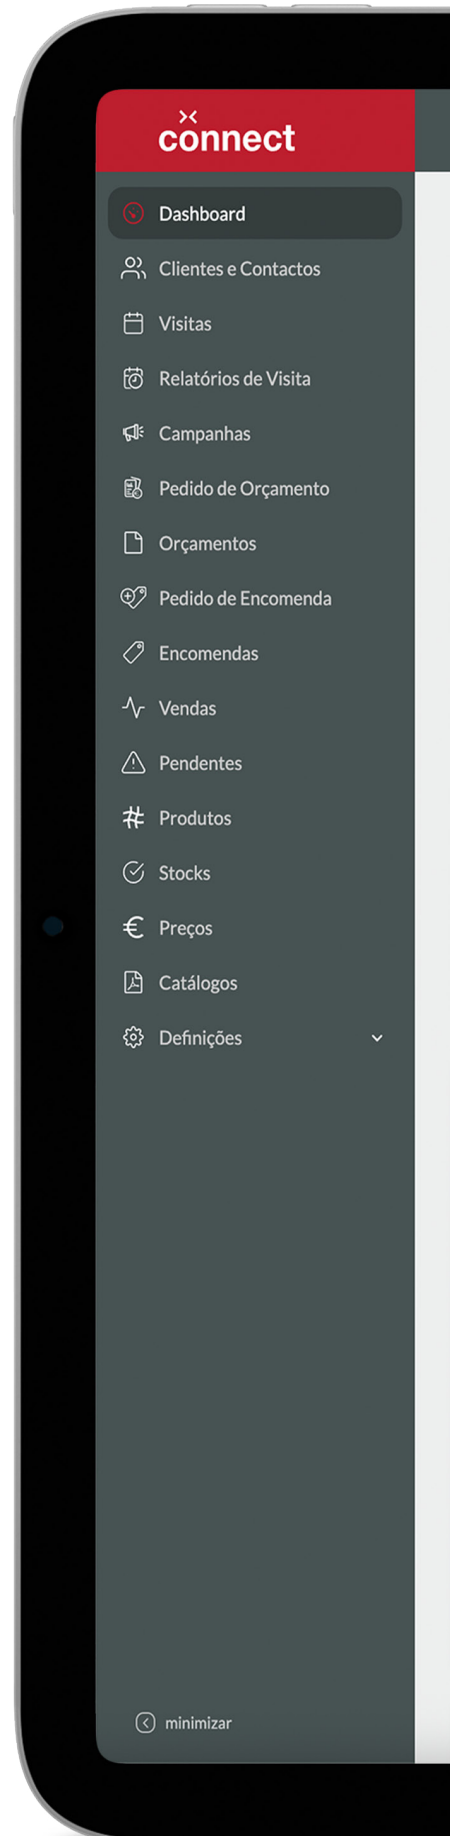 connect
Dashboard
Clientes e Contactos
Visitas
Relatórios de Visita
Campanhas
Pedido de Orçamento
Orçamentos
Pedido de Encomenda
Encomendas
Vendas
Pendentes
Produtos
Stocks
Preços
Catálogos
Definições
minimizar